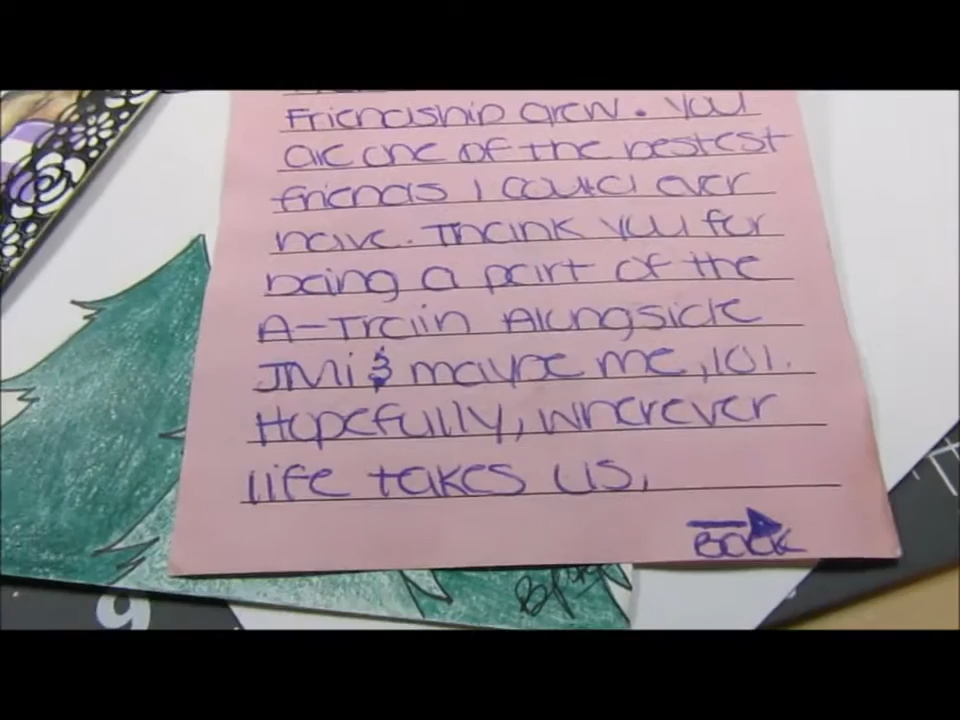 Friendship grew. You
are one of the bestest
friends I could ever
have. Thank you for
being a part of the
A-Train Alongside
JMi & maybe me, lol.
Hopefully, wherever
life takes us,
BACK
9